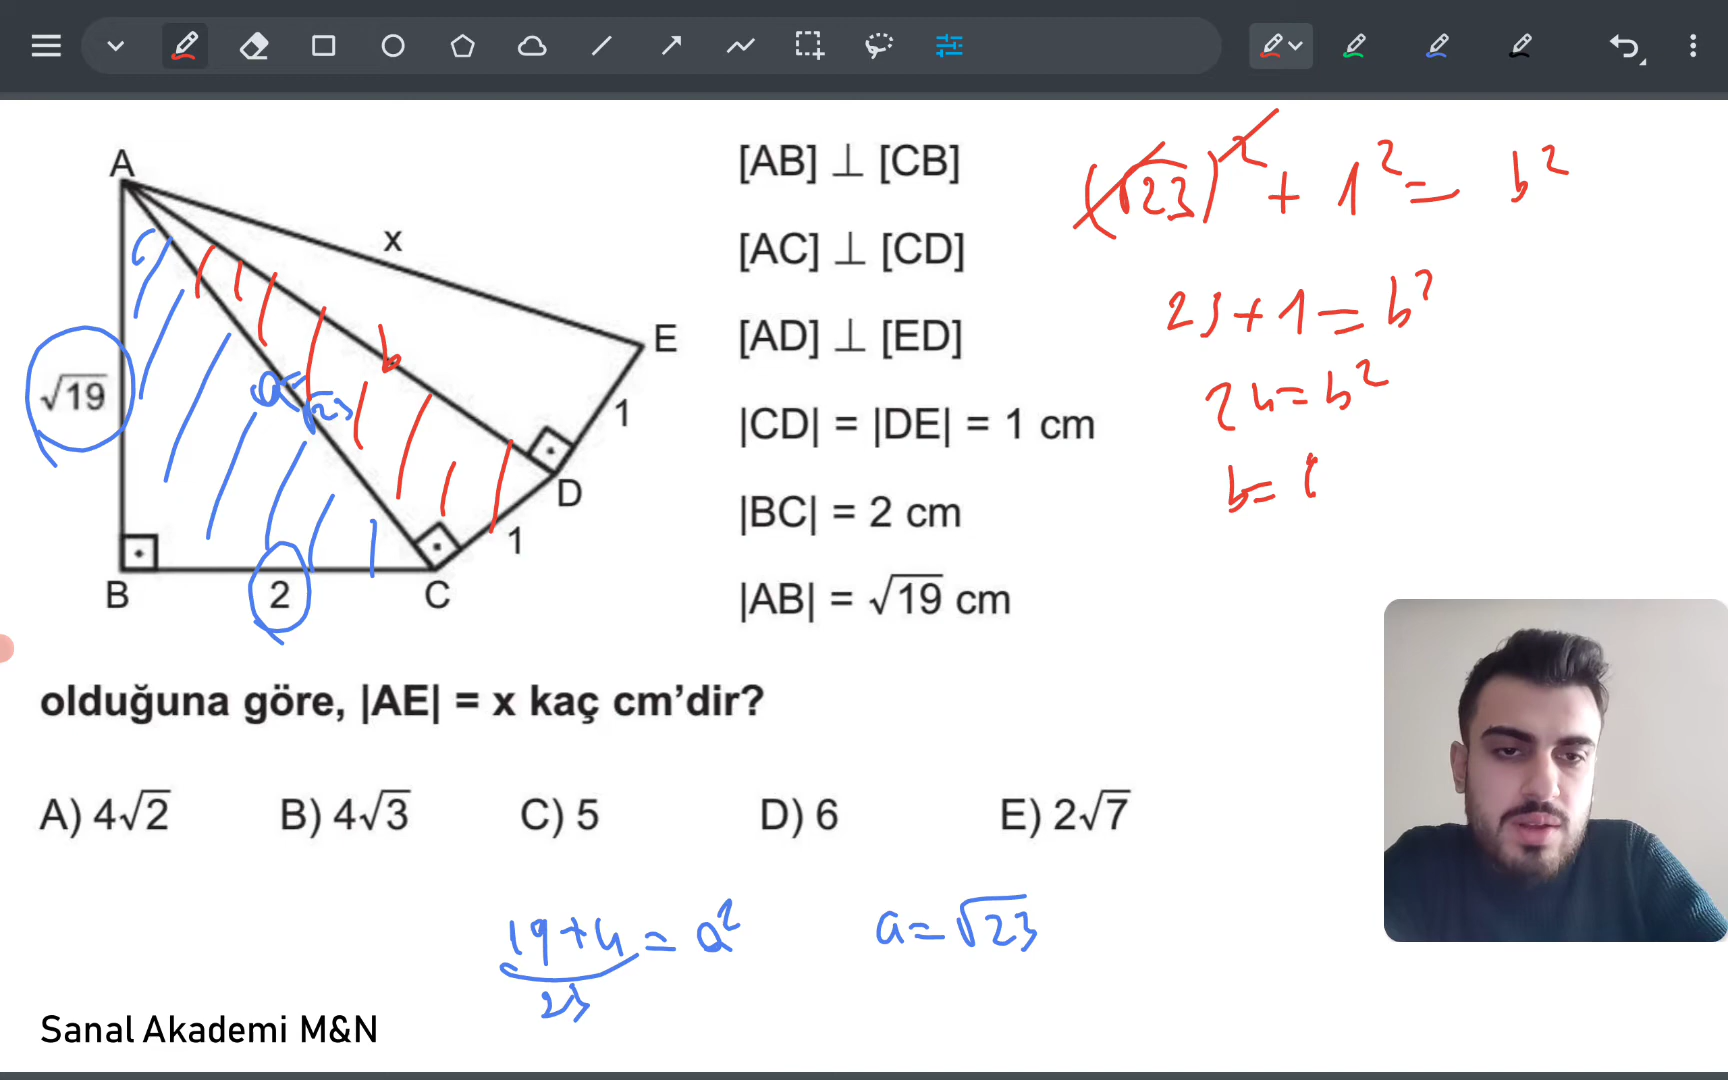 A
x
E
√19
a=
√23
b
1
D
1
B
2
C
[AB] ⊥ [CB]
[AC] ⊥ [CD]
[AD] ⊥ [ED]
|CD| = |DE| = 1 cm
|BC| = 2 cm
|AB| = √19 cm
(√23)² + 1² = b²
23 + 1 = b²
24 = b²
b =
olduğuna göre, |AE| = x kaç cm’dir?
A) 4√2 B) 4√3 C) 5 D) 6 E) 2√7
19+4 = a² a = √23
23
Sanal Akademi M&N